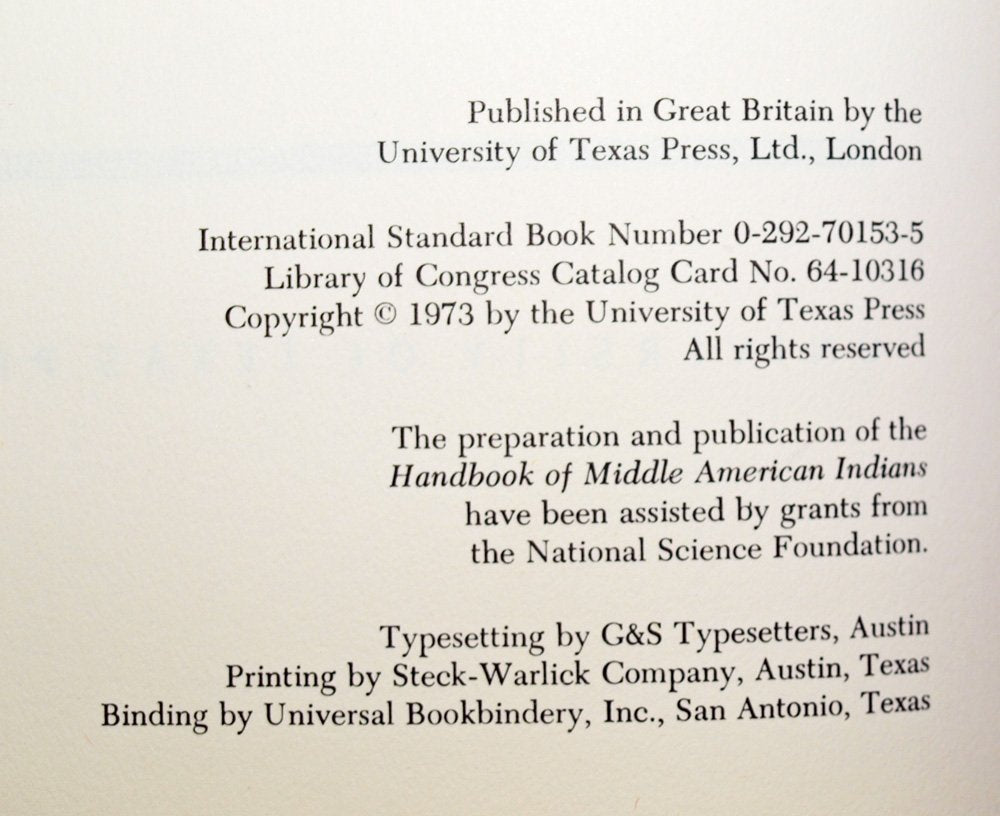 Published in Great Britain by the
University of Texas Press, Ltd., London
International Standard Book Number 0-292-70153-5
Library of Congress Catalog Card No. 64-10316
Copyright © 1973 by the University of Texas Press
All rights reserved
The preparation and publication of the
Handbook of Middle American Indians
have been assisted by grants from
the National Science Foundation.
Typesetting by G&S Typesetters, Austin
Printing by Steck-Warlick Company, Austin, Texas
Binding by Universal Bookbindery, Inc., San Antonio, Texas